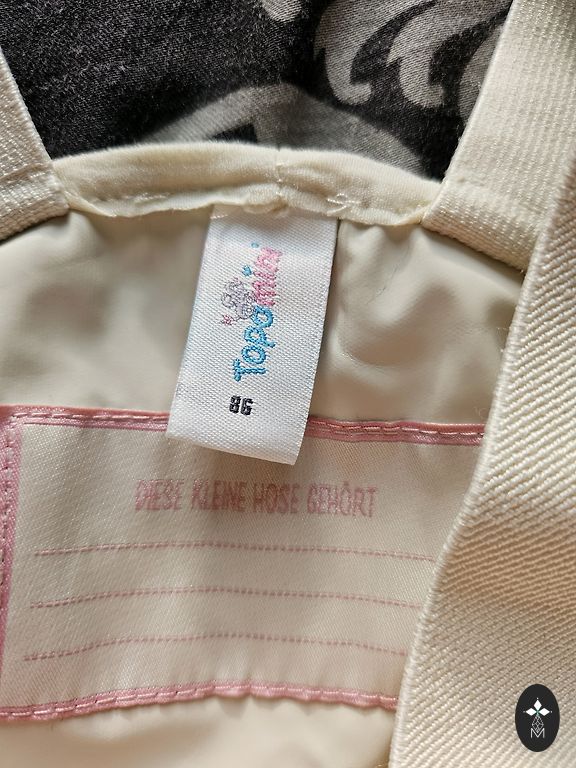 Topomini
86
DIESE KLEINE HOSE GEHÖRT
M